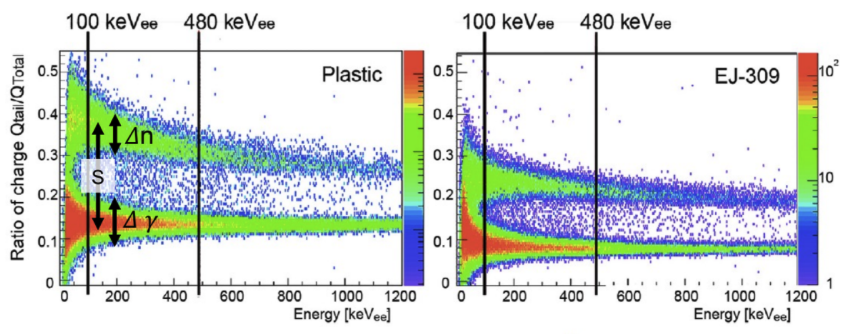 100 keVee 480 keVee
100 keVee 480 keVee
Ratio of charge Qtail/QTotal
0.5
0.4
0.3
0.2
0.1
0
Plastic
Δn
S
Δγ
0 200 400 600 800 1000 1200
Energy [keVee]
0.5
0.4
0.3
0.2
0.1
0
EJ-309
10²
10
1
0 200 400 600 800 1000 1200
Energy [keVee]